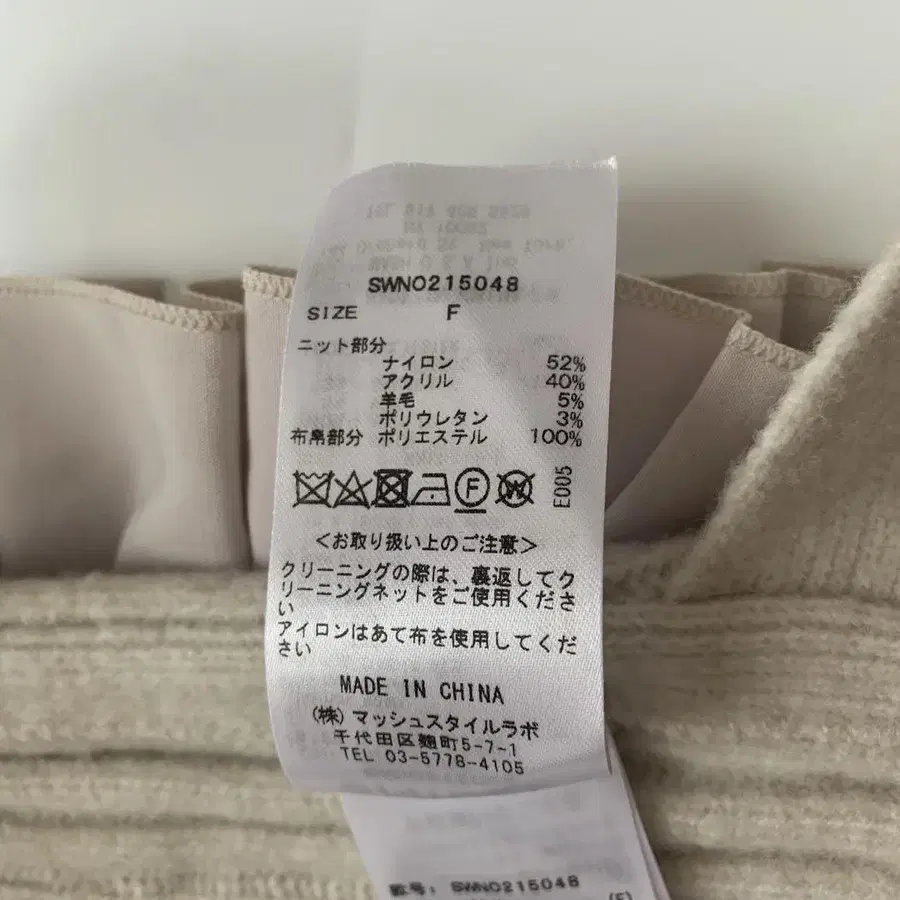 SWNO215048
SIZE F
ニット部分
ナイロン 52%
アクリル 40%
羊毛 5%
ポリウレタン 3%
布帛部分 ポリエステル 100%
F W E005
<お取り扱い上のご注意>
クリーニングの際は、裏返してク
リーニングネットをご使用くださ
い
アイロンはあて布を使用してくだ
さい
MADE IN CHINA
(株)マッシュスタイルラボ
千代田区麹町5-7-1
TEL 03-5778-4105
款号: SWNO215048
(F)